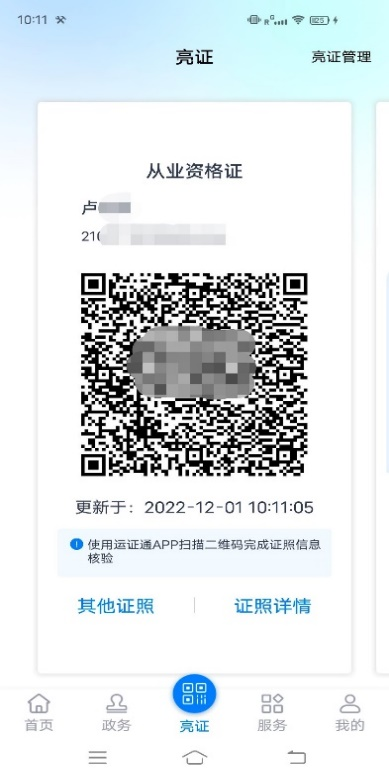 10:11
亮证
亮证管理
从业资格证
卢
210
更新于：2022-12-01 10:11:05
使用运证通APP扫描二维码完成证照信息
核验
其他证照
证照详情
首页
政务
亮证
服务
我的